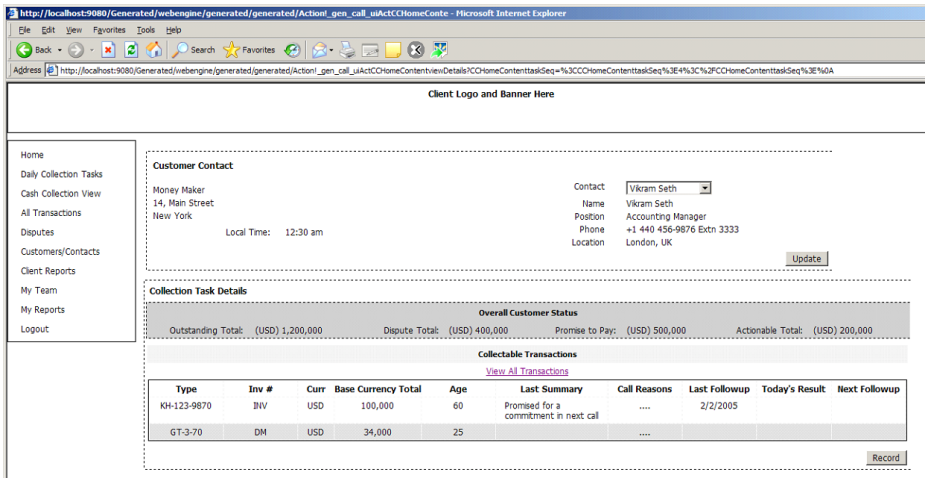 http://localhost:9080/Generated/webengine/generated/generated/Action!_gen_call_uiActCCHomeConte - Microsoft Internet Explorer
File Edit View Favorites Tools Help
Back Search Favorites
Address http://localhost:9080/Generated/webengine/generated/generated/Action!_gen_call_uiActCCHomeContentviewDetails?CCHomeContenttaskSeq=%3CCCHomeContenttaskSeq%3E4%3C%2FCCHomeContenttaskSeq%3E%0A
Client Logo and Banner Here
Home
Daily Collection Tasks
Cash Collection View
All Transactions
Disputes
Customers/Contacts
Client Reports
My Team
My Reports
Logout
Customer Contact
Money Maker
14, Main Street
New York
Local Time: 12:30 am
Contact Vikram Seth
Name Vikram Seth
Position Accounting Manager
Phone +1 440 456-9876 Extn 3333
Location London, UK
Update
Collection Task Details
Overall Customer Status
Outstanding Total: (USD) 1,200,000 Dispute Total: (USD) 400,000 Promise to Pay: (USD) 500,000 Actionable Total: (USD) 200,000
Collectable Transactions
View All Transactions
Type Inv # Curr Base Currency Total Age Last Summary Call Reasons Last Followup Today's Result Next Followup
KH-123-9870 INV USD 100,000 60 Promised for a commitment in next call .... 2/2/2005
GT-3-70 DM USD 34,000 25 ....
Record